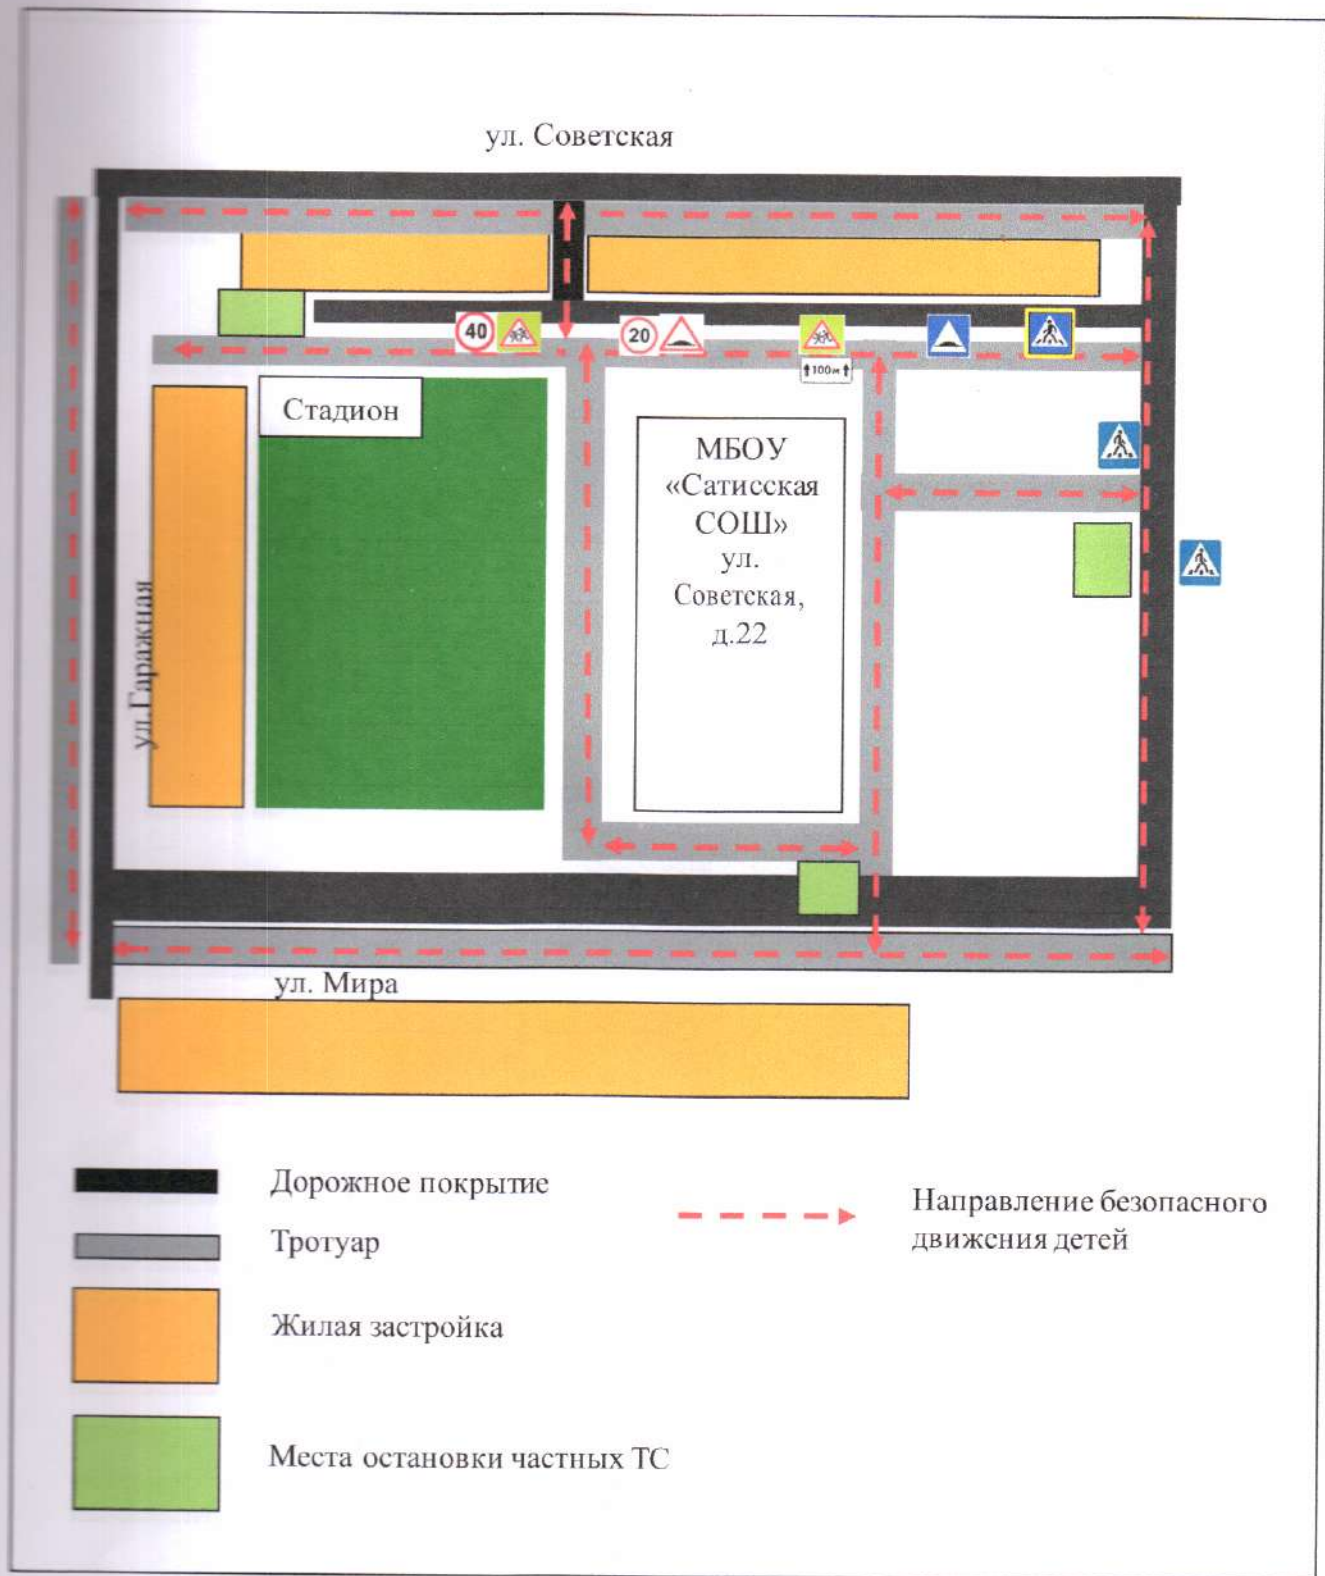 ул. Советская
40
20
↑100м↑
Стадион
МБОУ
«Сатисская
СОШ»
ул.
Советская,
д.22
ул.Гаражная
ул. Мира
Дорожное покрытие
Тротуар
Жилая застройка
Места остановки частных ТС
Направление безопасного
движения детей